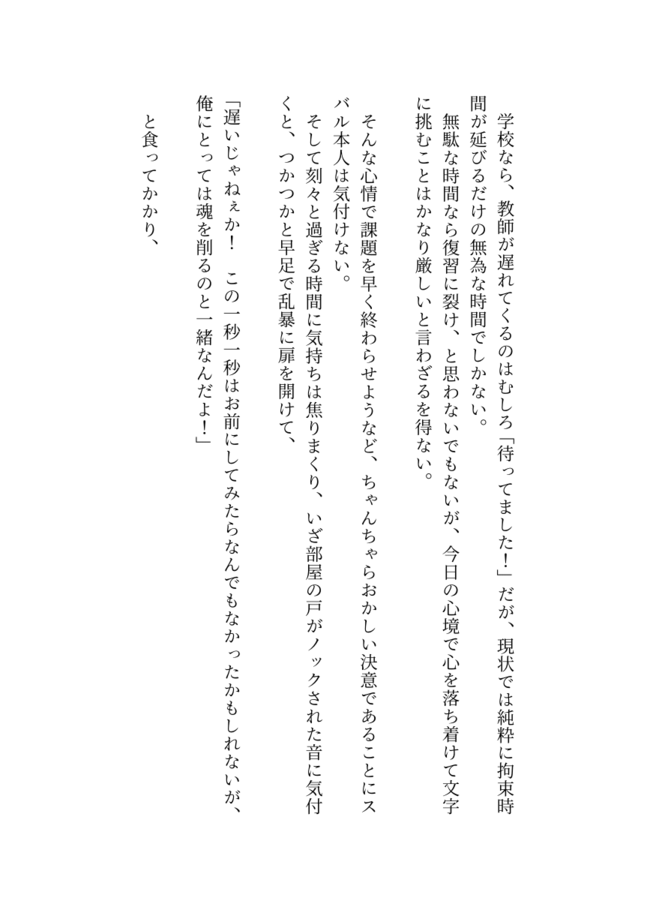 学校なら、教師が遅れてくるのはむしろ「待ってました！」だが、現状では純粋に拘束時
間が延びるだけの無為な時間でしかない。
　無駄な時間なら復習に裂け、と思わないでもないが、今日の心境で心を落ち着けて文字
に挑むことはかなり厳しいと言わざるを得ない。
　そんな心情で課題を早く終わらせようなど、ちゃんちゃらおかしい決意であることにス
バル本人は気付けない。
　そして刻々と過ぎる時間に気持ちは焦りまくり、いざ部屋の戸がノックされた音に気付
くと、つかつかと早足で乱暴に扉を開けて、
「遅いじゃねぇか！　この一秒一秒はお前にしてみたらなんでもなかったかもしれないが、
俺にとっては魂を削るのと一緒なんだよ！」
　と食ってかかり、